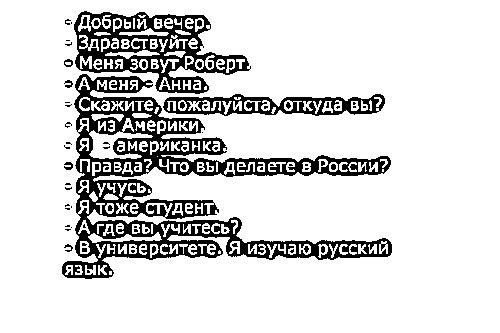 - Добрый вечер.
- Здравствуйте.
- Меня зовут Роберт.
- А меня - Анна.
- Скажите, пожалуйста, откуда вы?
- Я из Америки.
- Я - американка.
- Правда? Что вы делаете в России?
- Я учусь.
- Я тоже студент.
- А где вы учитесь?
- В университете. Я изучаю русский
язык.